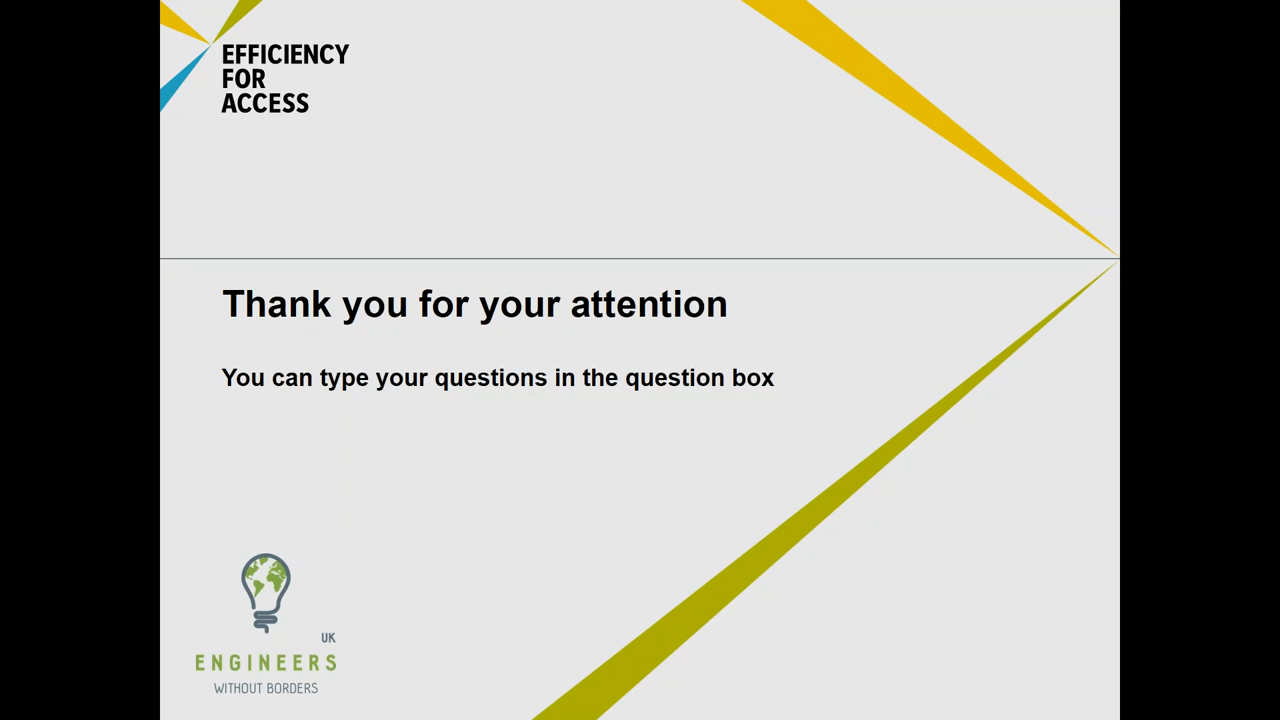 EFFICIENCY
FOR
ACCESS
Thank you for your attention
You can type your questions in the question box
UK
ENGINEERS
WITHOUT BORDERS